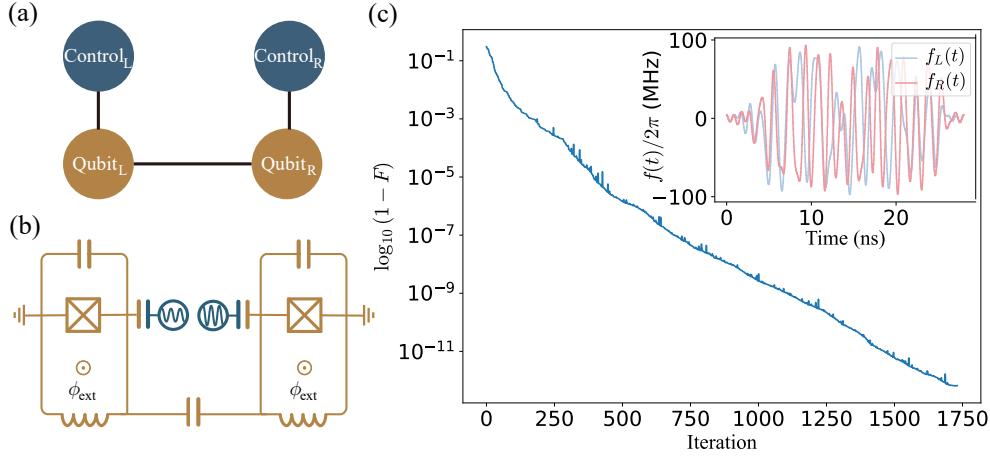 (a)
Control_L
Control_R
Qubit_L
Qubit_R
(b)
ϕ_ext
ϕ_ext
(c)
log₁₀ (1 − F)
10⁻¹
10⁻³
10⁻⁵
10⁻⁷
10⁻⁹
10⁻¹¹
0 250 500 750 1000 1250 1500 1750
Iteration
f(t)/2π (MHz)
100
0
−100
0 10 20
Time (ns)
f_L(t)
f_R(t)